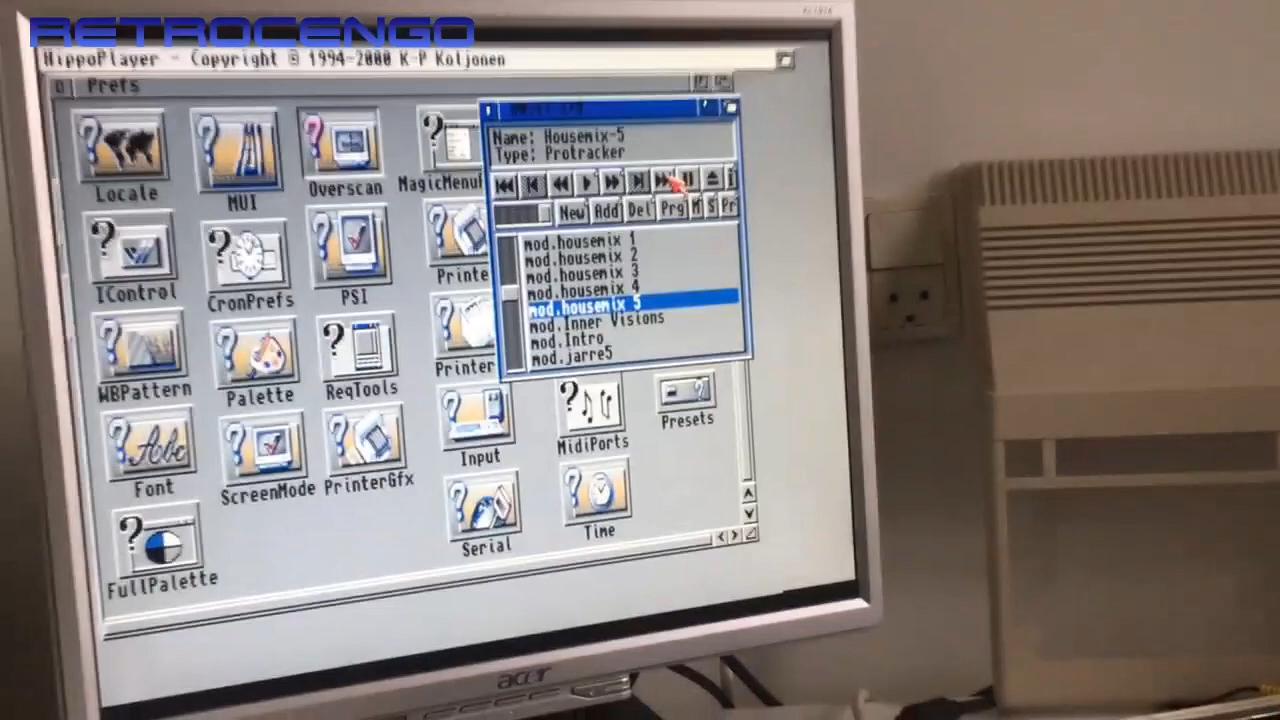 RETROCENGO
HippoPlayer - Copyright © 1994-2000 K-P Koljonen
Prefs
Locale
MUI
Overscan
IControl
CronPrefs
PSI
WBPattern
Palette
ReqTools
Font
ScreenMode
PrinterGfx
FullPalette
Input
MidiPorts
Presets
Serial
Time
Name: Housemix-5
Type: Protracker
New Add Del Prg M S Pr
mod.housemix 1
mod.housemix 2
mod.housemix 3
mod.housemix 4
mod.housemix 5
mod.Inner Visions
mod.Intro
mod.jarre5
acer